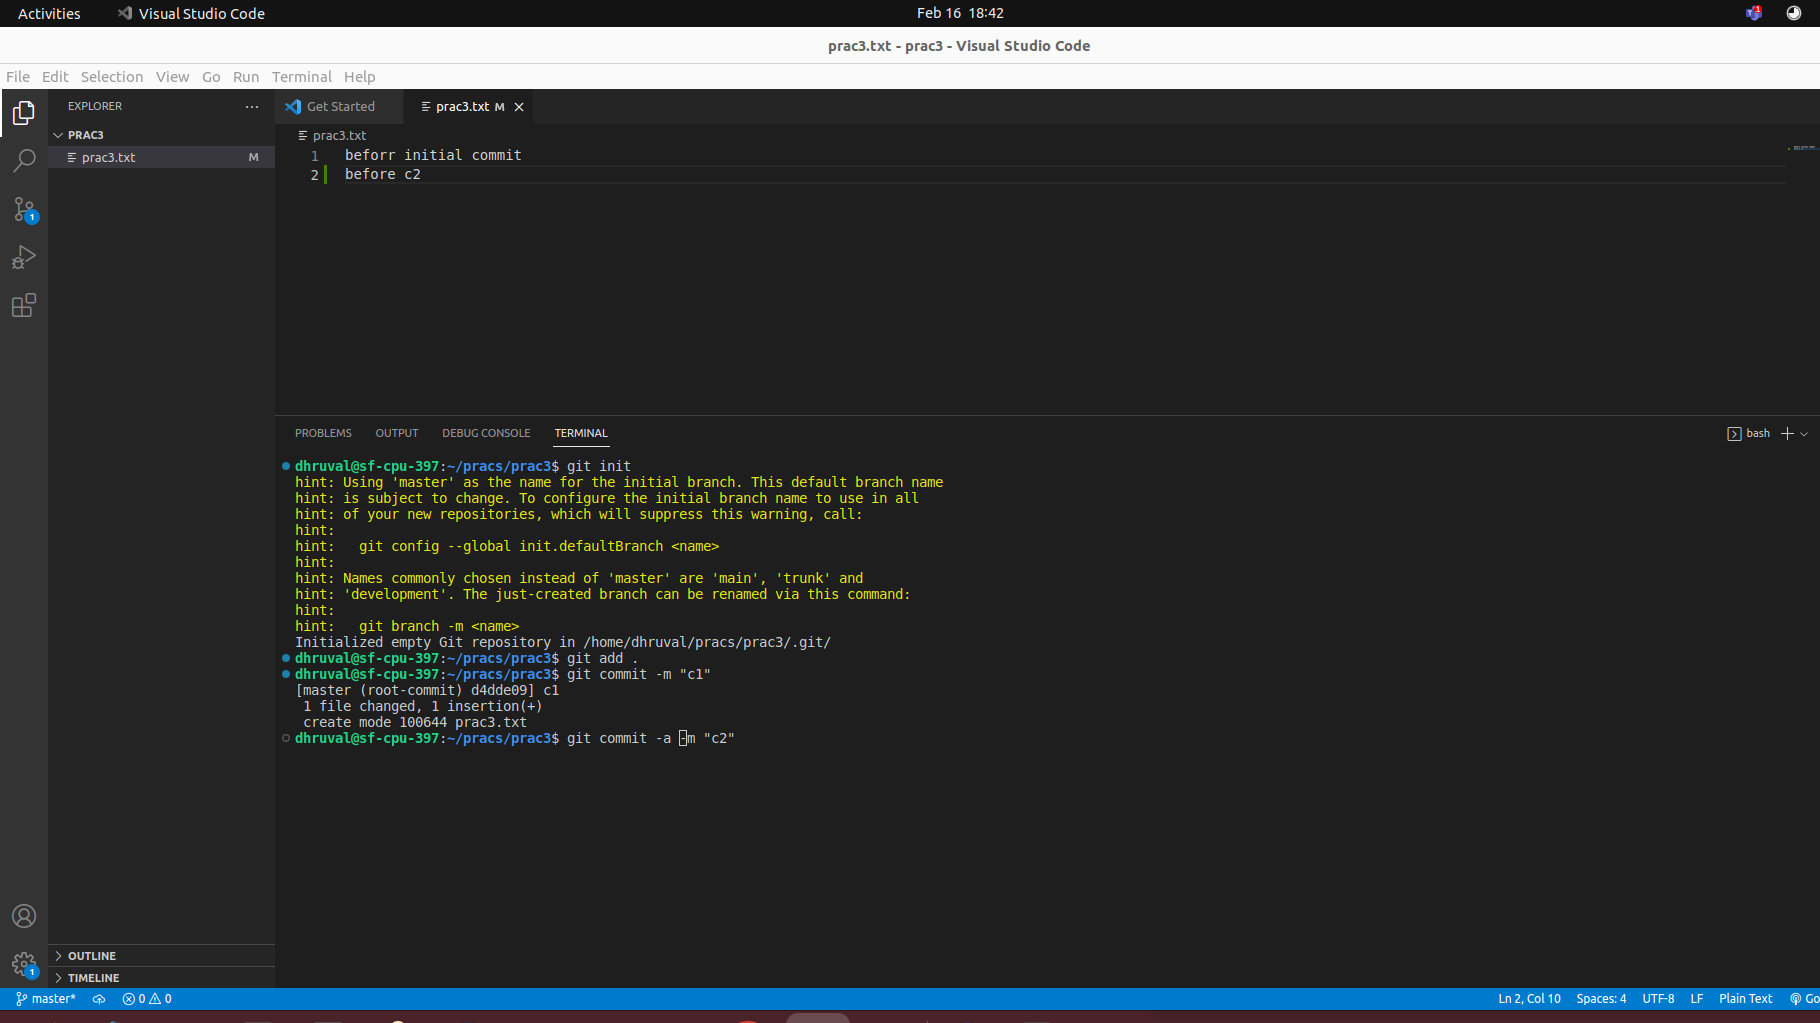 Activities Visual Studio Code Feb 16 18:42 1
prac3.txt - prac3 - Visual Studio Code
File Edit Selection View Go Run Terminal Help
EXPLORER ···
Get Started prac3.txt M
PRAC3
prac3.txt M
prac3.txt
1 beforr initial commit
2 before c2
1
PROBLEMS OUTPUT DEBUG CONSOLE TERMINAL bash
dhruval@sf-cpu-397:~/pracs/prac3$ git init
hint: Using 'master' as the name for the initial branch. This default branch name
hint: is subject to change. To configure the initial branch name to use in all
hint: of your new repositories, which will suppress this warning, call:
hint:
hint:   git config --global init.defaultBranch <name>
hint:
hint: Names commonly chosen instead of 'master' are 'main', 'trunk' and
hint: 'development'. The just-created branch can be renamed via this command:
hint:
hint:   git branch -m <name>
Initialized empty Git repository in /home/dhruval/pracs/prac3/.git/
dhruval@sf-cpu-397:~/pracs/prac3$ git add .
dhruval@sf-cpu-397:~/pracs/prac3$ git commit -m "c1"
[master (root-commit) d4dde09] c1
 1 file changed, 1 insertion(+)
 create mode 100644 prac3.txt
dhruval@sf-cpu-397:~/pracs/prac3$ git commit -a -m "c2"
OUTLINE
1
TIMELINE
master* 0 0 Ln 2, Col 10 Spaces: 4 UTF-8 LF Plain Text Go